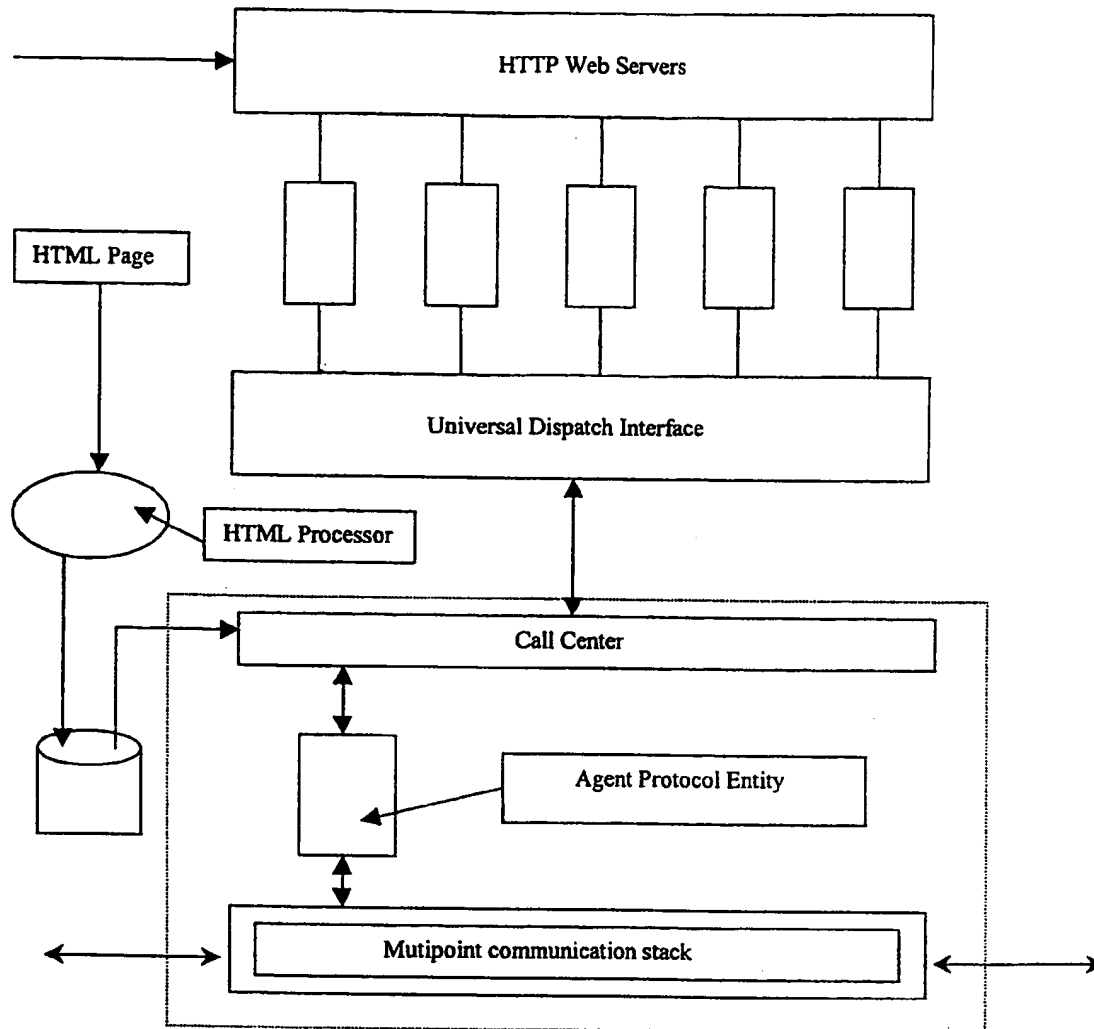 HTTP Web Servers
HTML Page
Universal Dispatch Interface
HTML Processor
Call Center
Agent Protocol Entity
Mutipoint communication stack